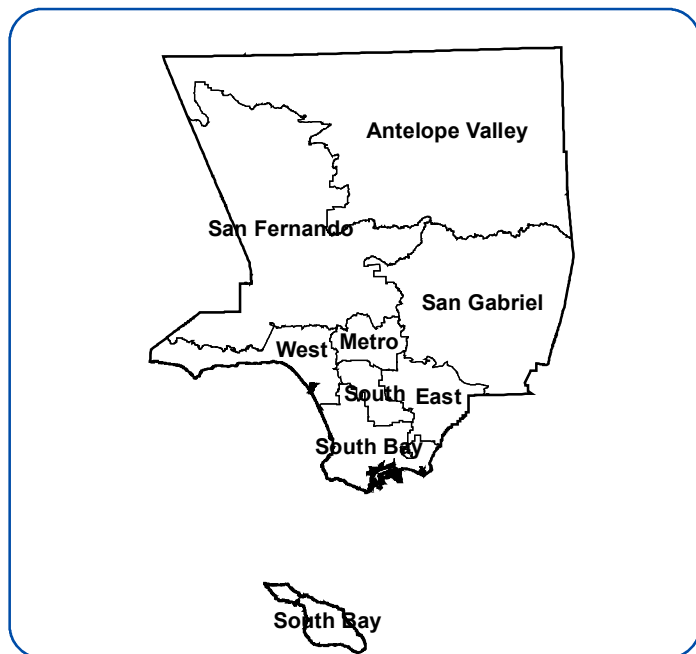 Antelope Valley
San Fernando
San Gabriel
West
Metro
South
East
South Bay
South Bay